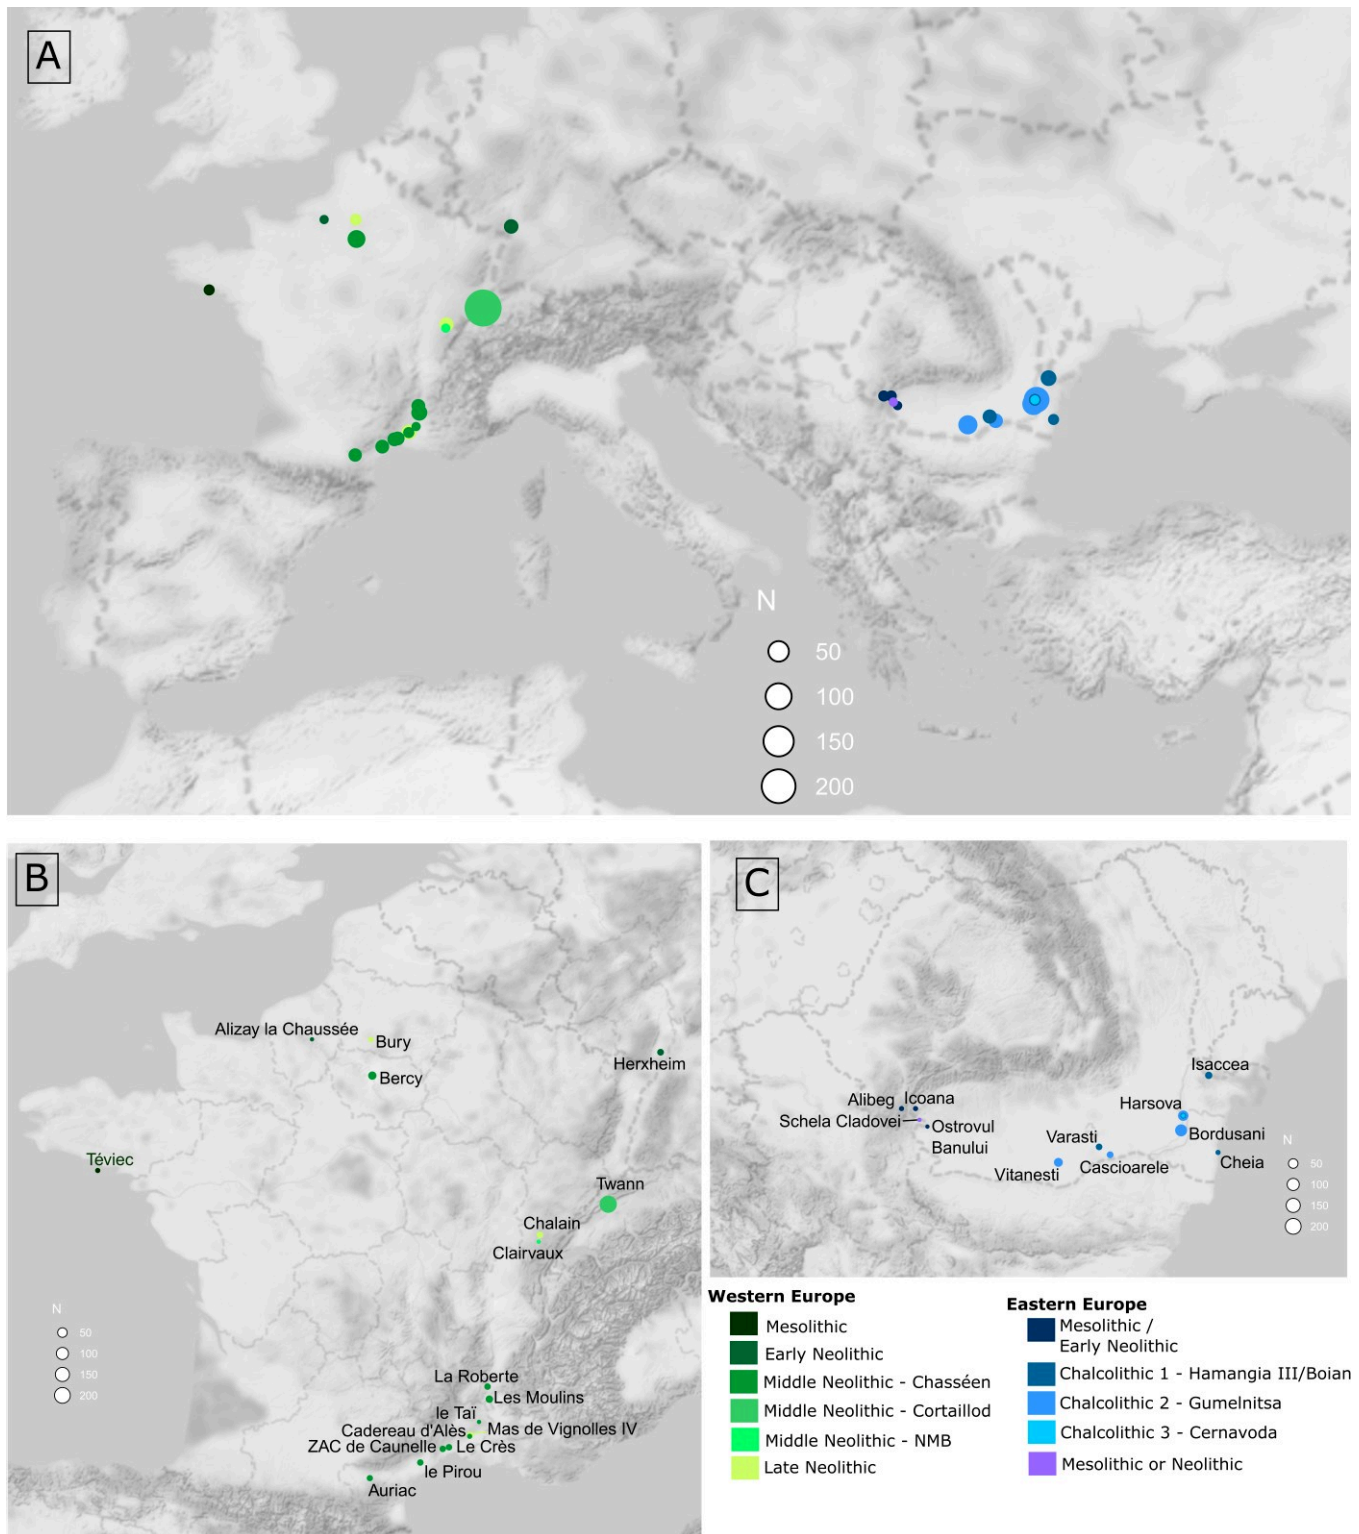 A
N
50
100
150
200
B
Alizay la Chaussée
Bury
Bercy
Herxheim
Téviec
Twann
Chalain
Clairvaux
N
50
100
150
200
La Roberte
Les Moulins
le Taï
Cadereau d'Alès
Mas de Vignolles IV
ZAC de Caunelle
Le Crès
le Pirou
Auriac
C
Isaccea
Alibeg
Icoana
Harsova
Schela Cladovei
Ostrovul
Banului
Varasti
Bordusani
Vitanesti
Cascioarele
Cheia
N
50
100
150
200
Western Europe
Mesolithic
Early Neolithic
Middle Neolithic - Chasséen
Middle Neolithic - Cortaillod
Middle Neolithic - NMB
Late Neolithic
Eastern Europe
Mesolithic /
Early Neolithic
Chalcolithic 1 - Hamangia III/Boian
Chalcolithic 2 - Gumelnitsa
Chalcolithic 3 - Cernavoda
Mesolithic or Neolithic